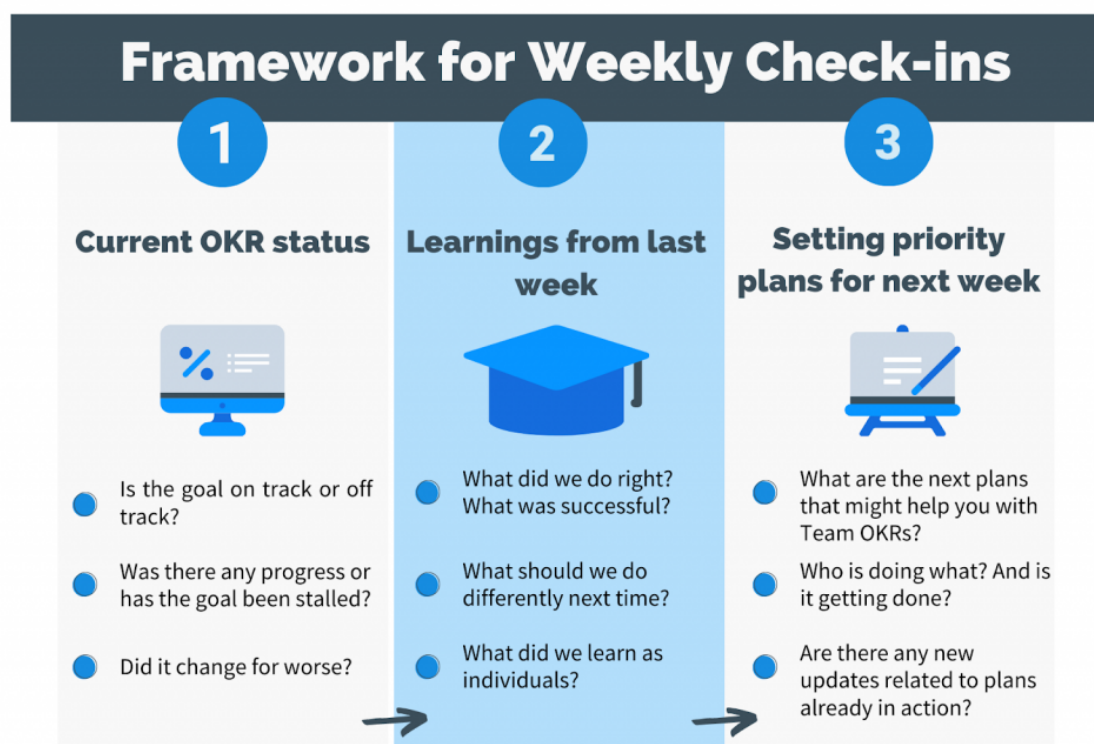 Framework for Weekly Check-ins
1
Current OKR status
Is the goal on track or off
track?
Was there any progress or
has the goal been stalled?
Did it change for worse?
2
Learnings from last
week
What did we do right?
What was successful?
What should we do
differently next time?
What did we learn as
individuals?
3
Setting priority
plans for next week
What are the next plans
that might help you with
Team OKRs?
Who is doing what? And is
it getting done?
Are there any new
updates related to plans
already in action?